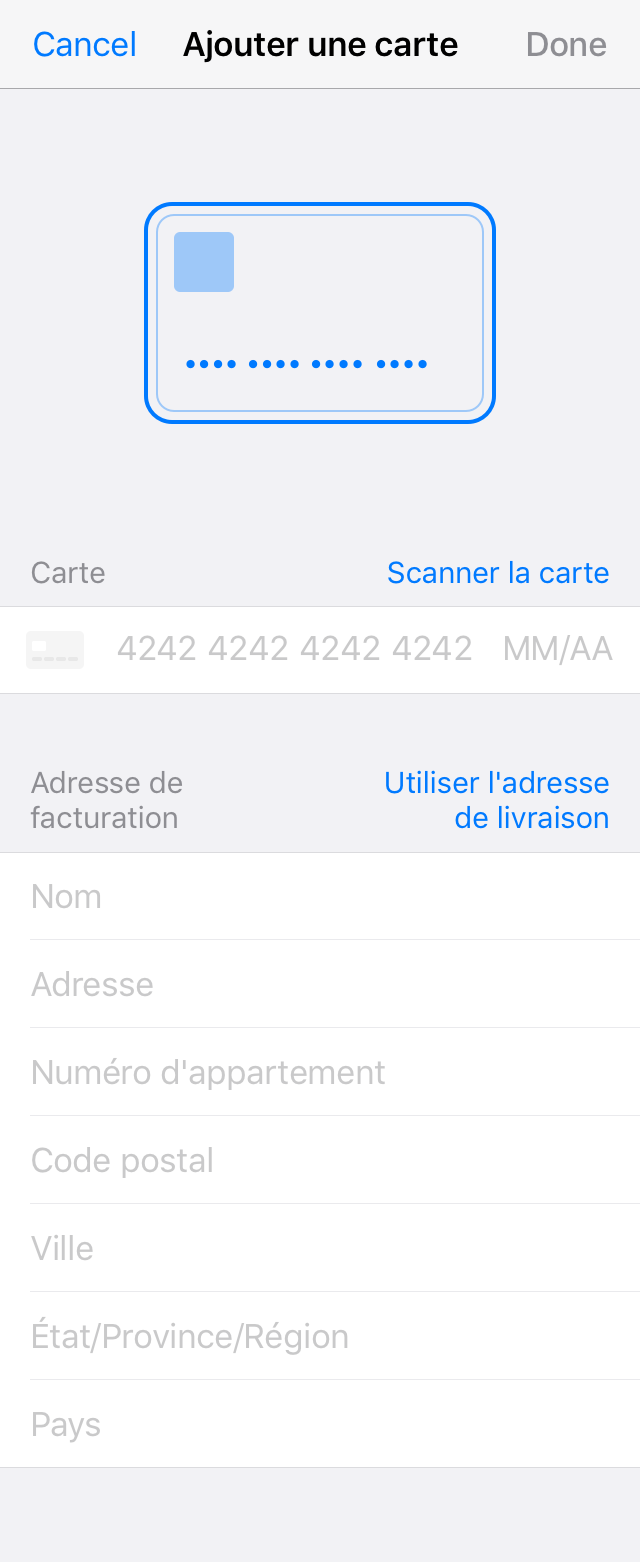 Cancel Ajouter une carte Done
Carte Scanner la carte
4242 4242 4242 4242 MM/AA
Adresse de facturation
Utiliser l'adresse de livraison
Nom
Adresse
Numéro d'appartement
Code postal
Ville
État/Province/Région
Pays